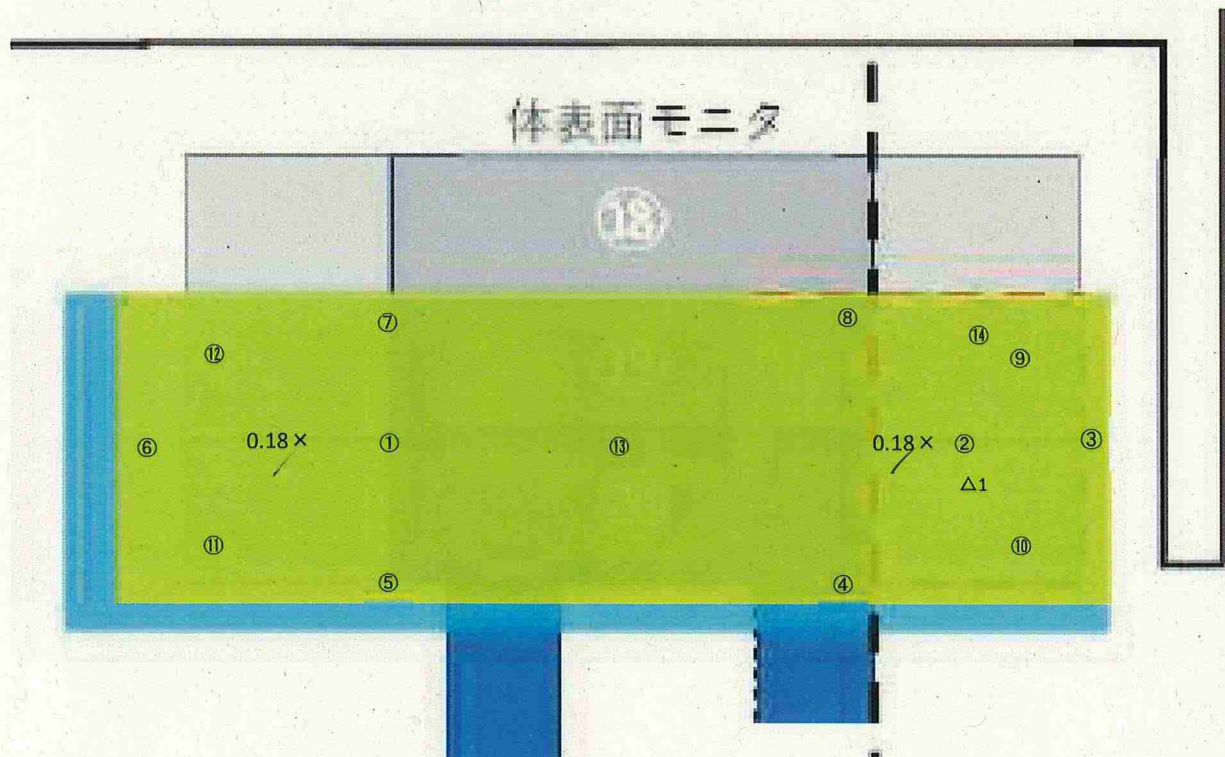 体表面モニタ
⑱
⑦ ⑧ ⑭
⑫ ⑨
⑥ 0.18× ① ⑬ 0.18× ② ③
△1
⑪ ⑩
⑤ ④